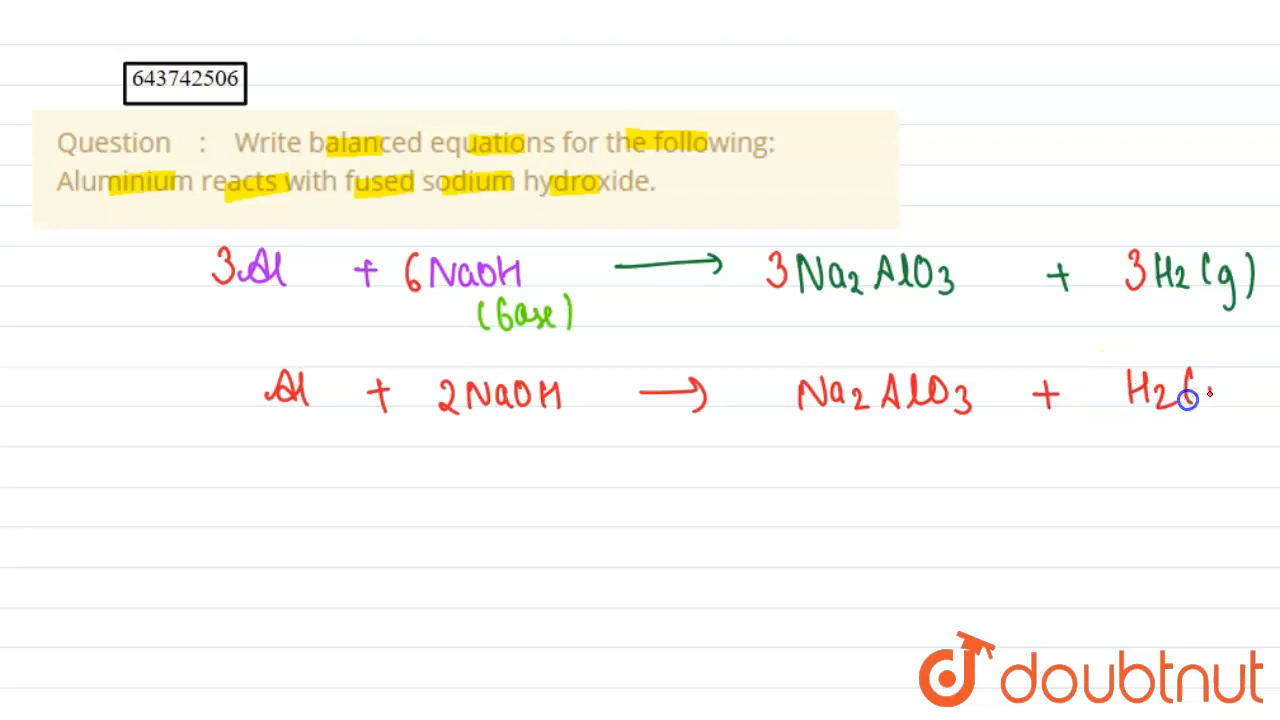 643742506
Question : Write balanced equations for the following:
Aluminium reacts with fused sodium hydroxide.
3Al + 6NaOH ⟶ 3Na2AlO3 + 3H2(g)
(Base)
Al + 2NaOH ⟶ Na2AlO3 + H2(
doubtnut